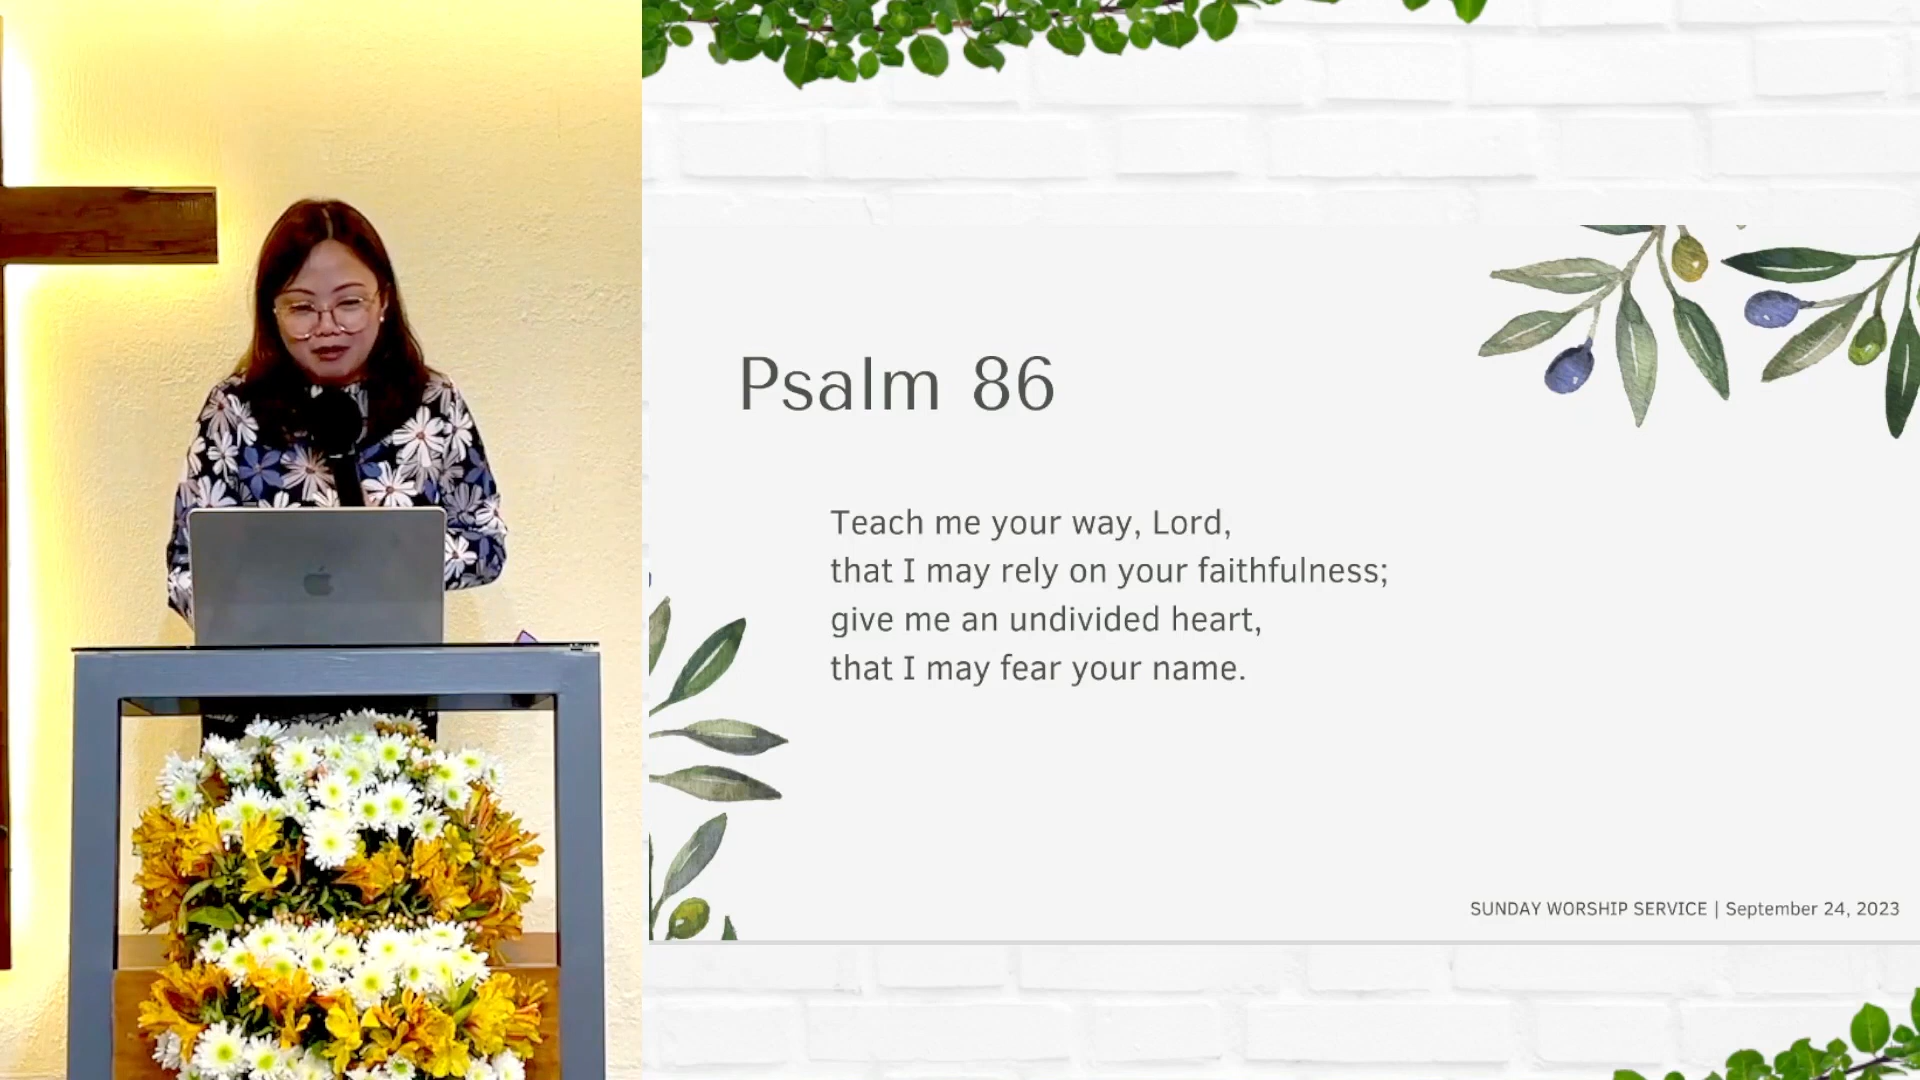 Psalm 86
Teach me your way, Lord,
that I may rely on your faithfulness;
give me an undivided heart,
that I may fear your name.
SUNDAY WORSHIP SERVICE | September 24, 2023